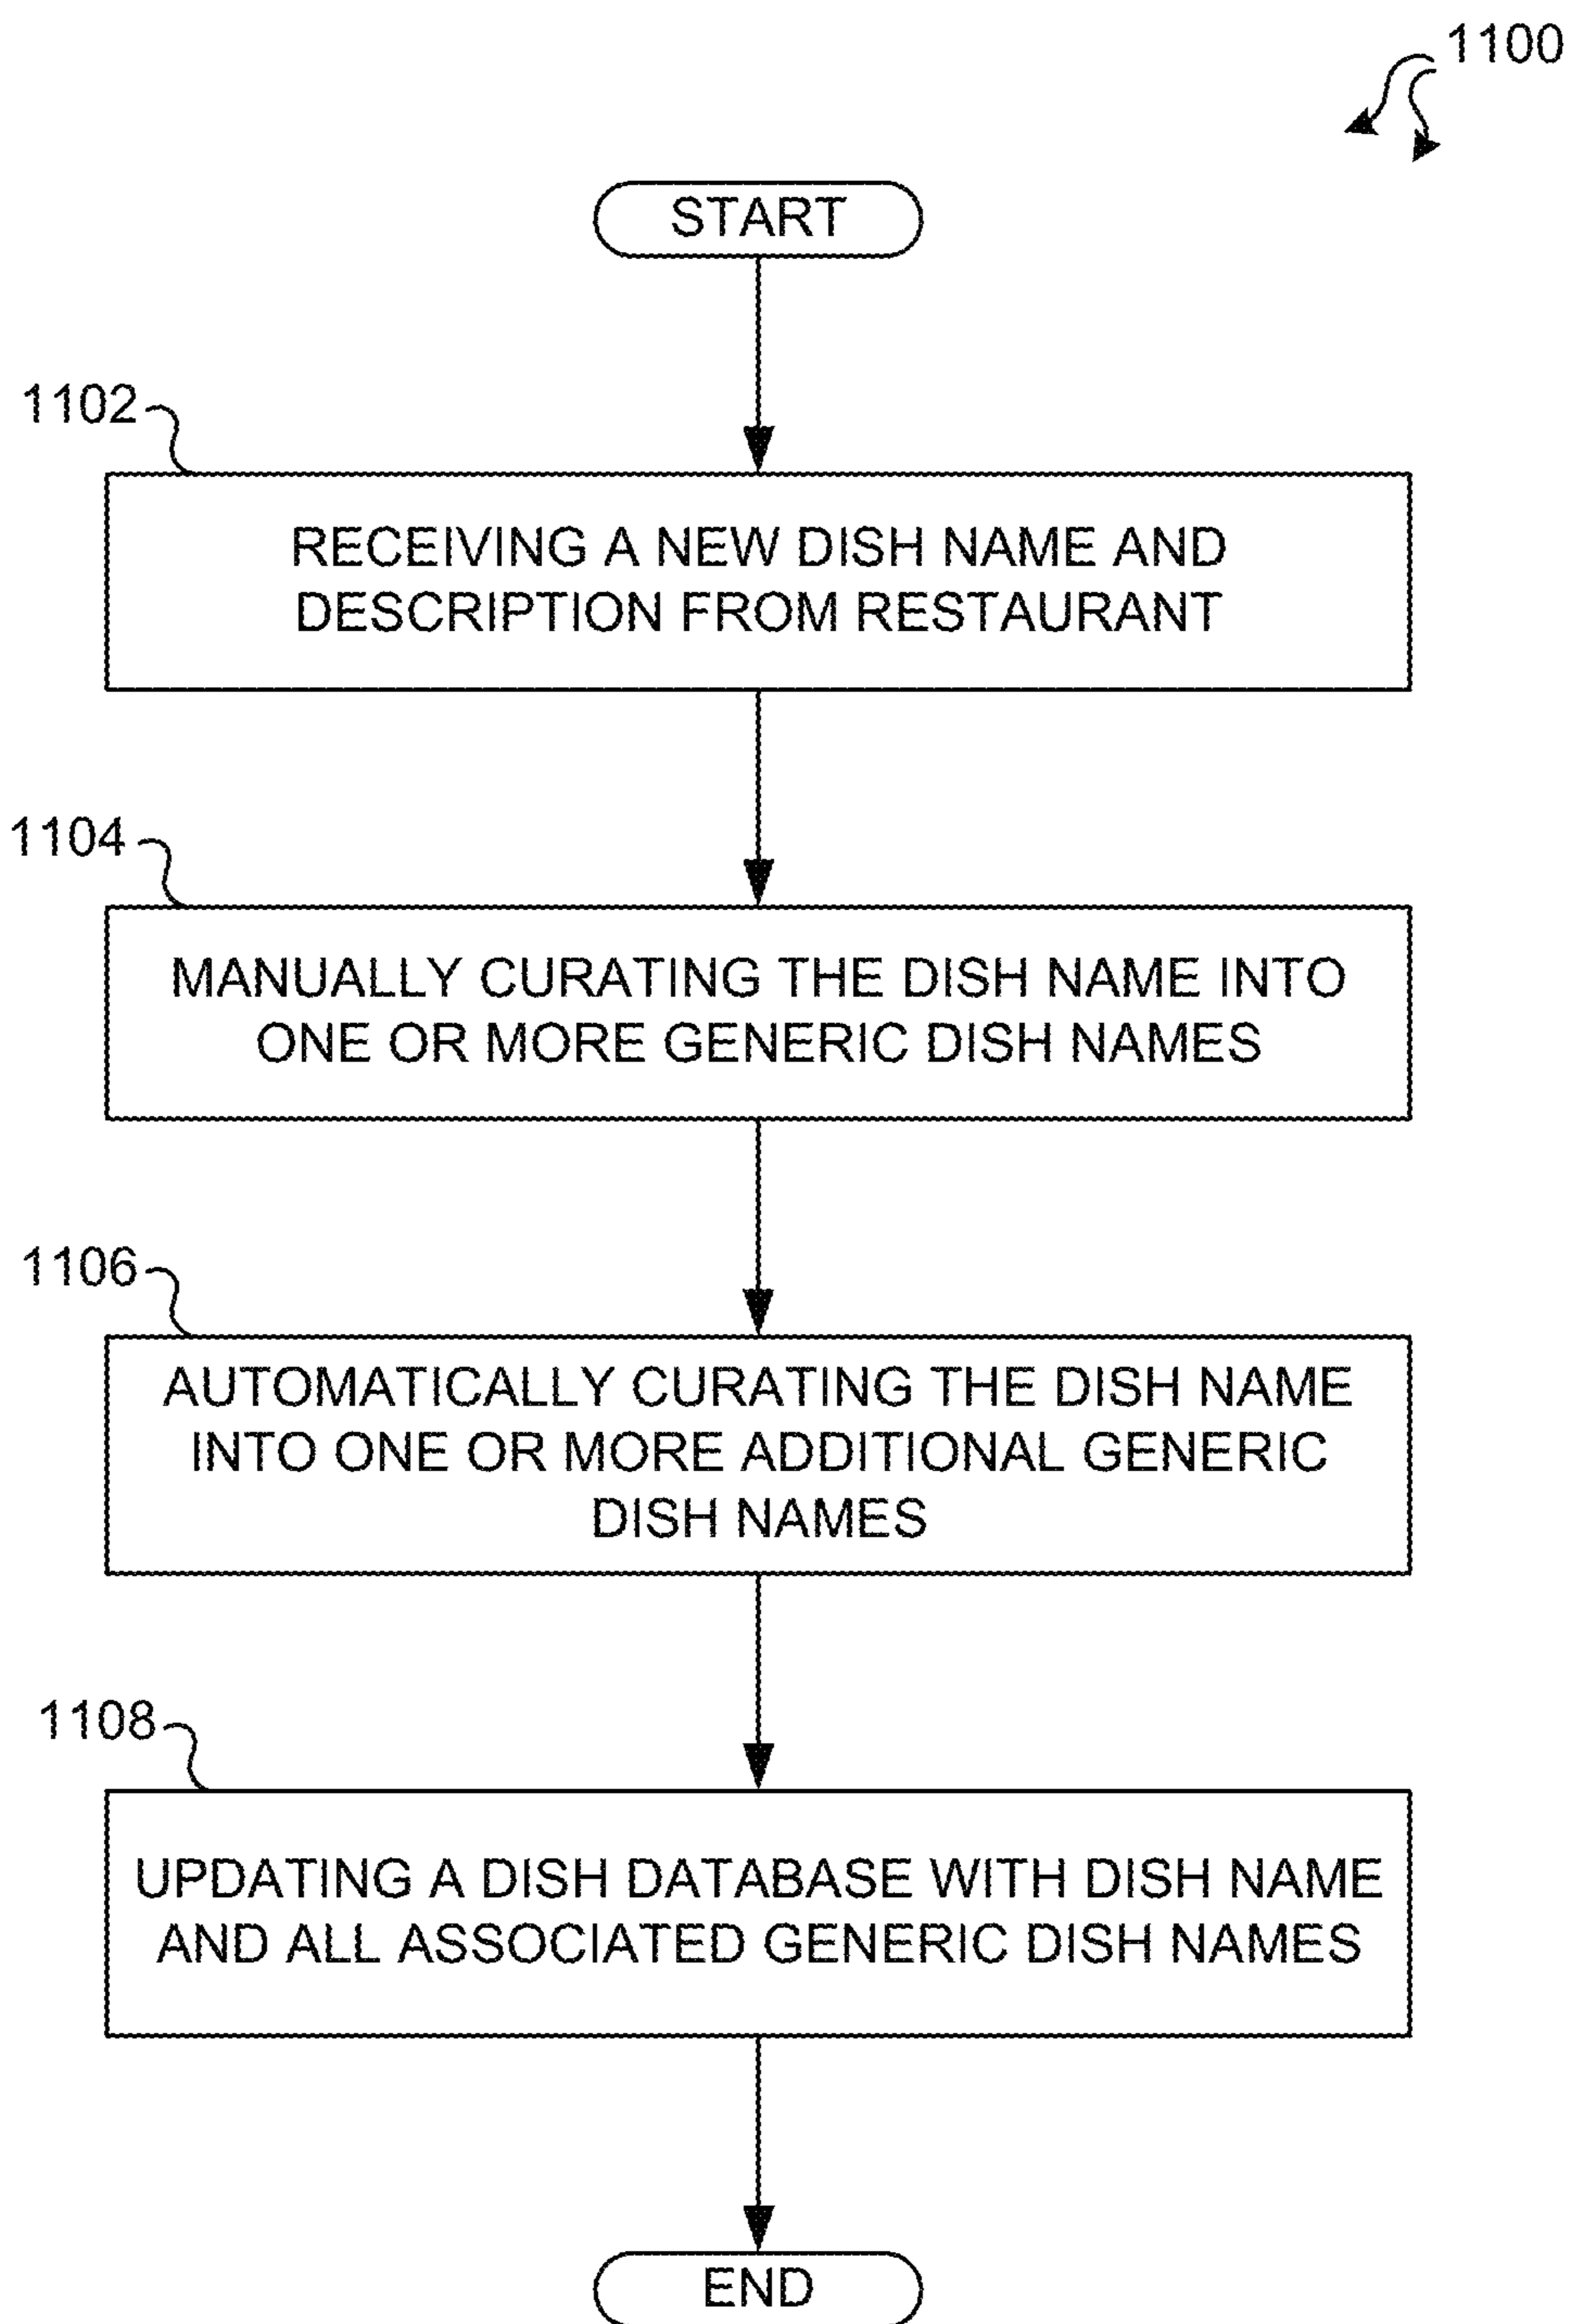 1100
START
1102
RECEIVING A NEW DISH NAME AND
DESCRIPTION FROM RESTAURANT
1104
MANUALLY CURATING THE DISH NAME INTO
ONE OR MORE GENERIC DISH NAMES
1106
AUTOMATICALLY CURATING THE DISH NAME
INTO ONE OR MORE ADDITIONAL GENERIC
DISH NAMES
1108
UPDATING A DISH DATABASE WITH DISH NAME
AND ALL ASSOCIATED GENERIC DISH NAMES
END